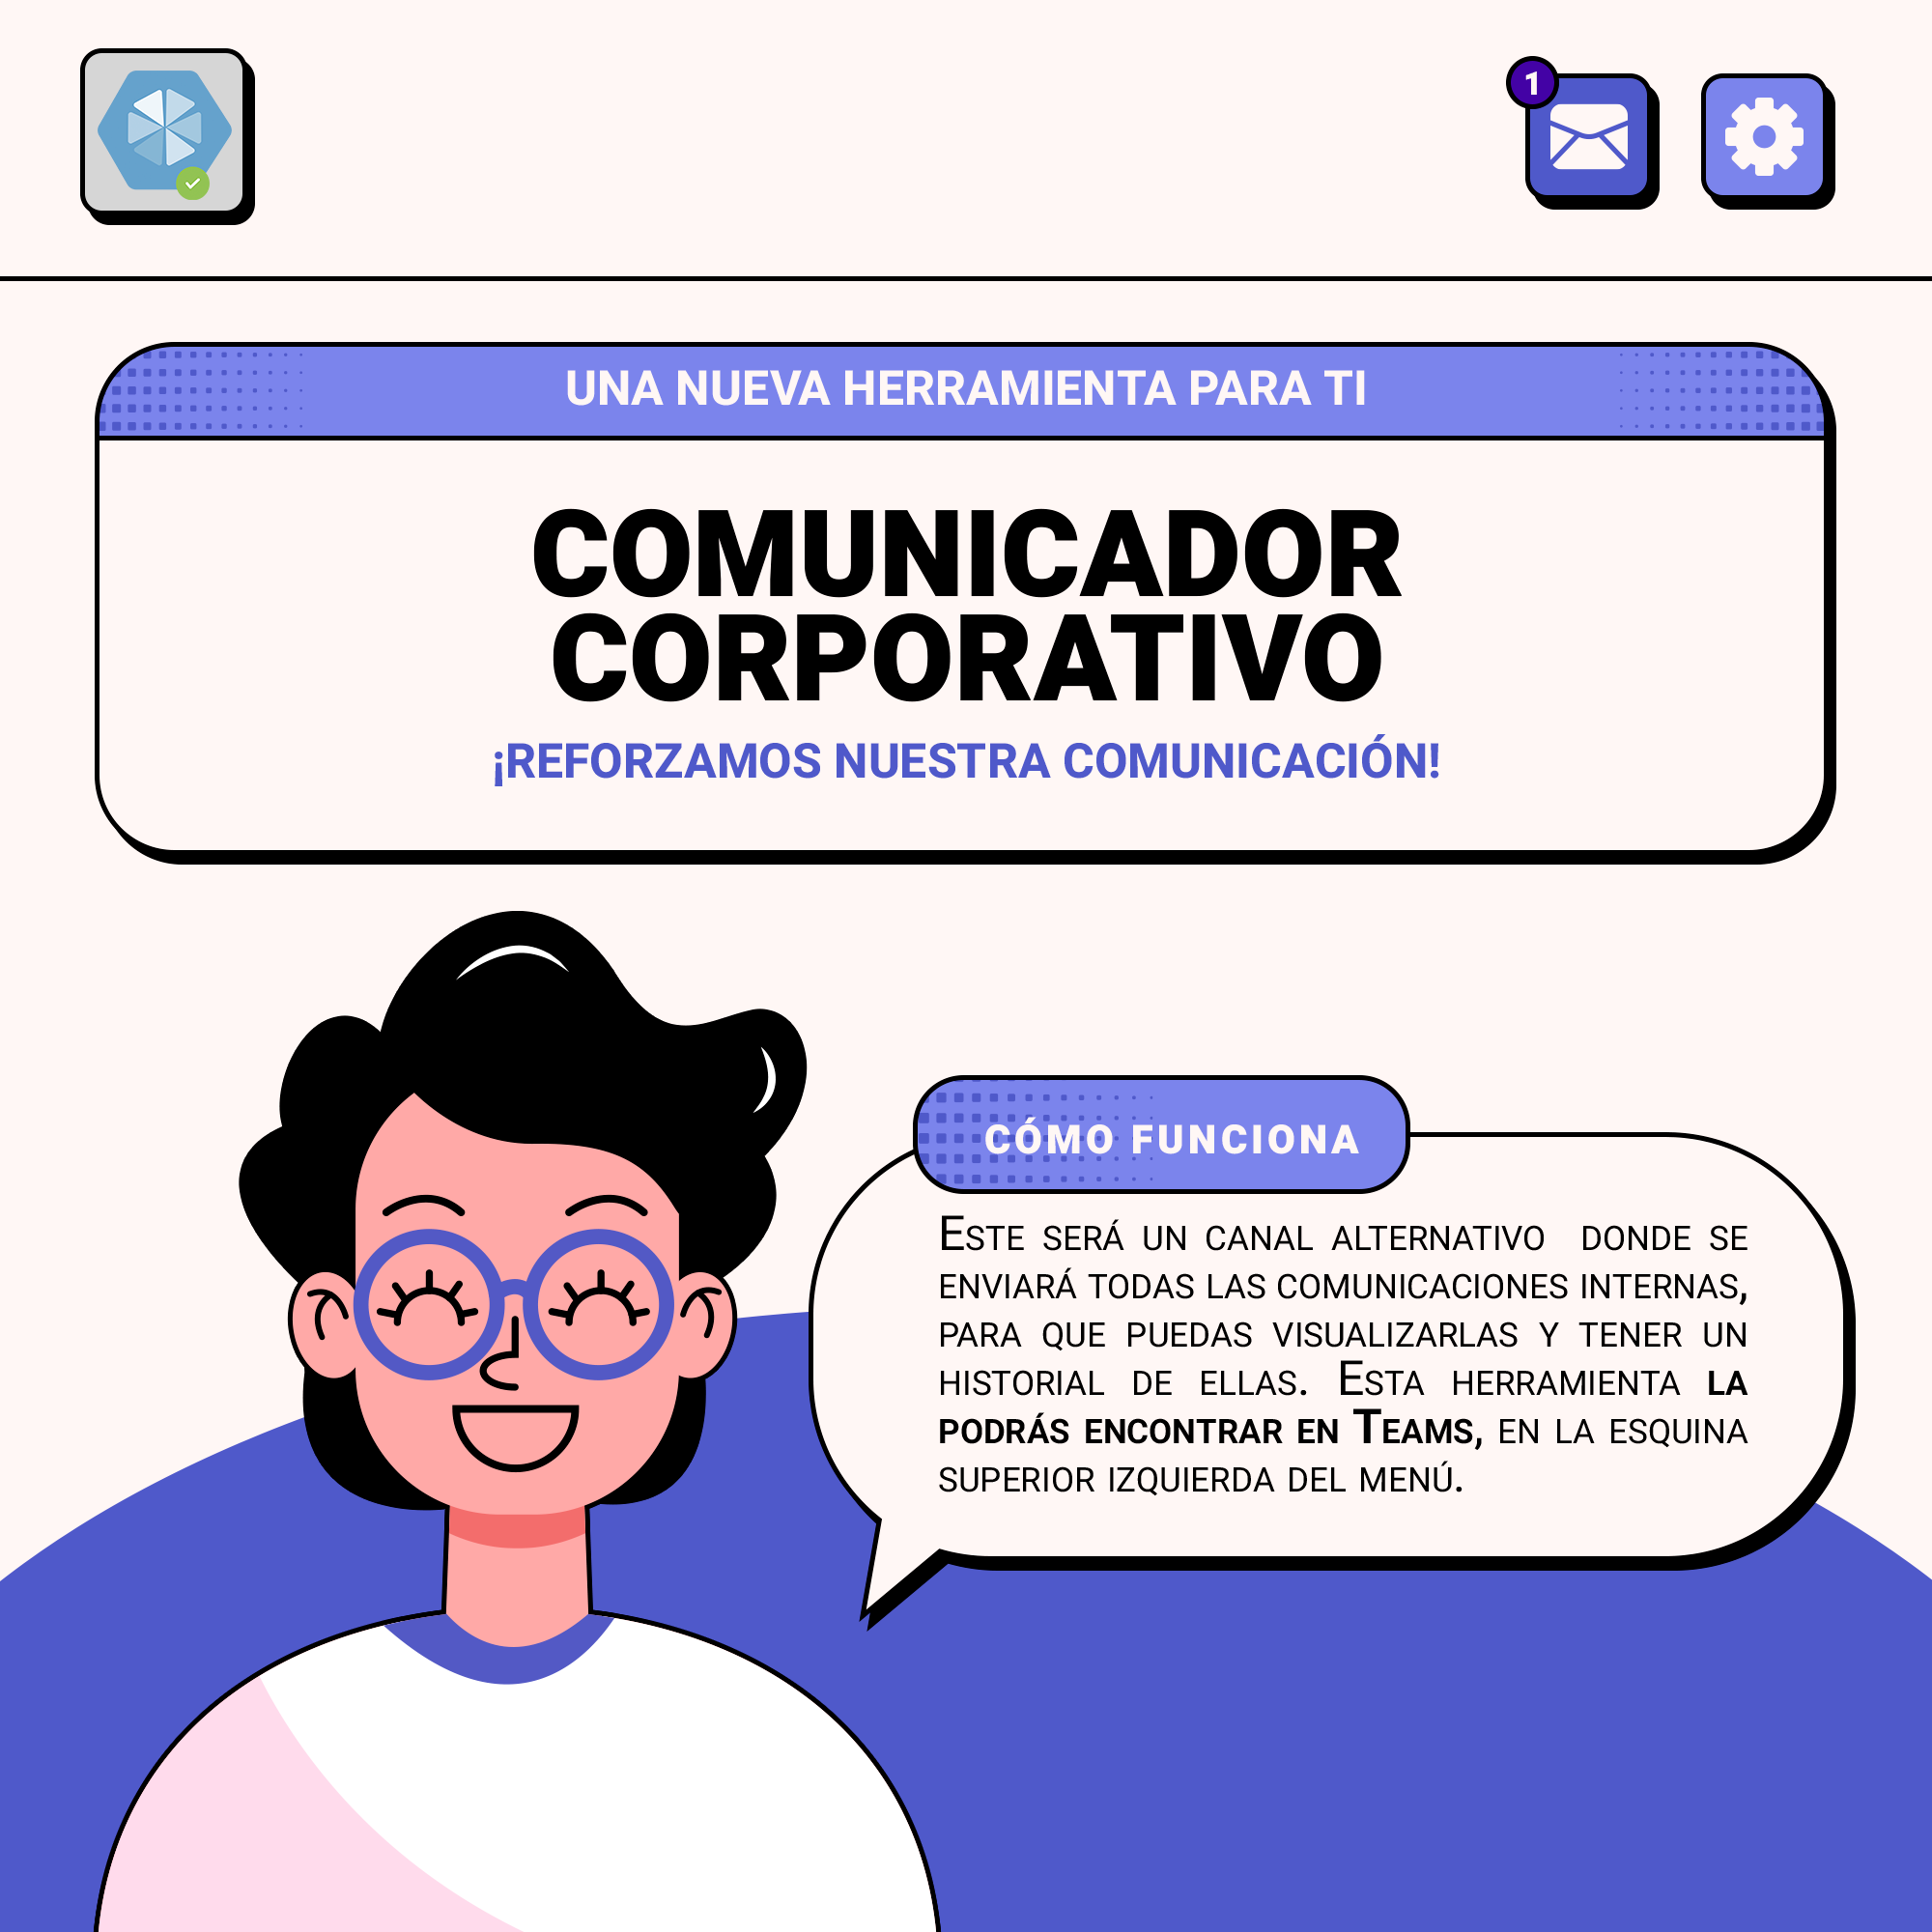 1
UNA NUEVA HERRAMIENTA PARA TI
COMUNICADOR
CORPORATIVO
¡REFORZAMOS NUESTRA COMUNICACIÓN!
CÓMO FUNCIONA
Este será un canal alternativo donde se
enviará todas las comunicaciones internas,
para que puedas visualizarlas y tener un
historial de ellas. Esta herramienta la
podrás encontrar en Teams, en la esquina
superior izquierda del menú.